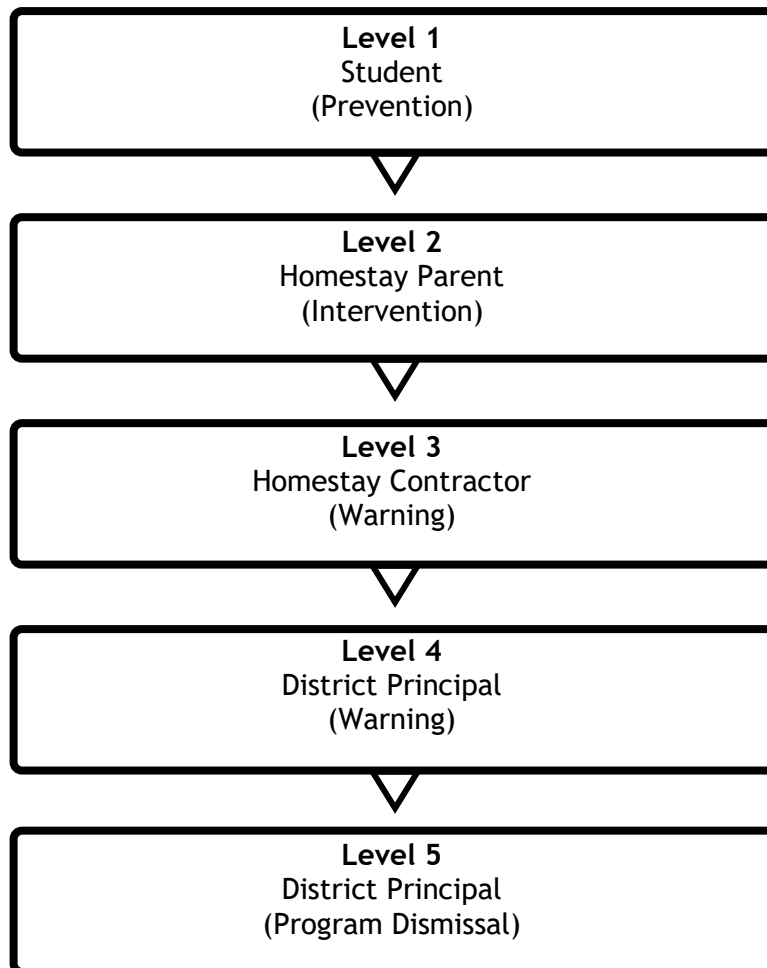 Level 1
Student
(Prevention)
Level 2
Homestay Parent
(Intervention)
Level 3
Homestay Contractor
(Warning)
Level 4
District Principal
(Warning)
Level 5
District Principal
(Program Dismissal)